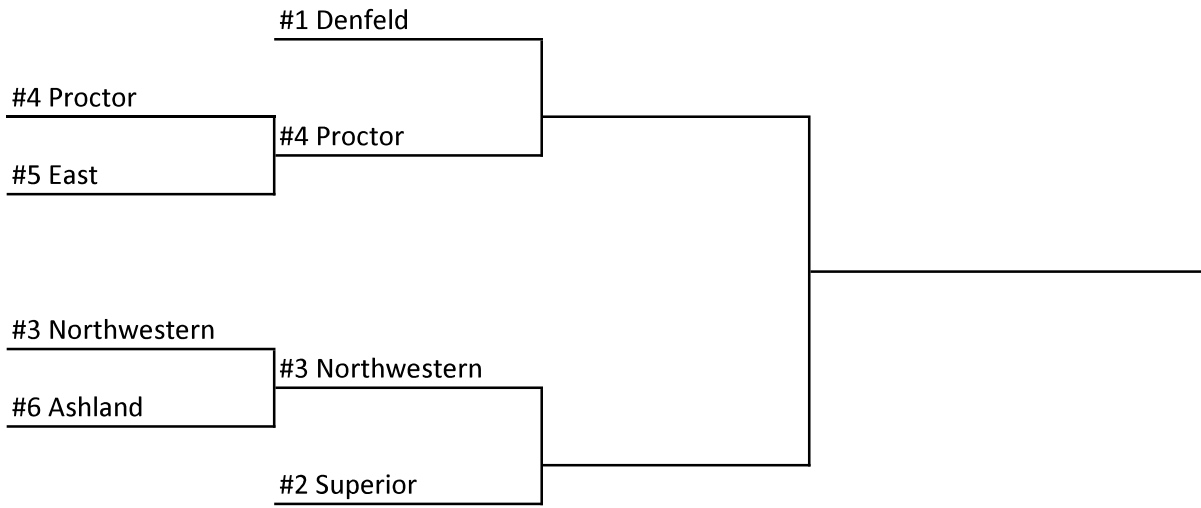 #1 Denfeld
#4 Proctor
#4 Proctor
#5 East
#3 Northwestern
#3 Northwestern
#6 Ashland
#2 Superior